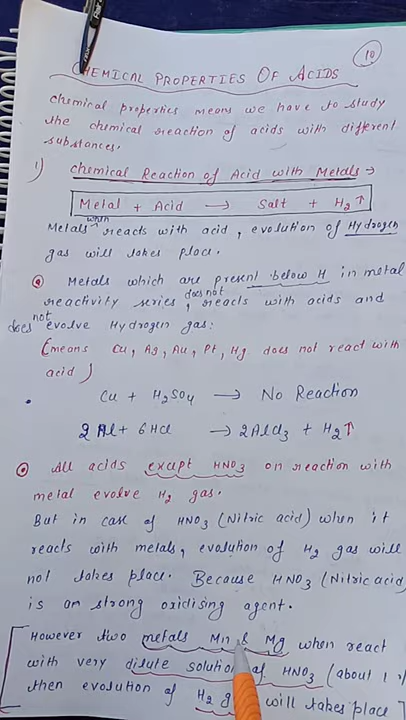 10
CHEMICAL PROPERTIES OF ACIDS
chemical properties means we have to study
the chemical reaction of acids with different
substances.
1) chemical Reaction of Acid with Metals →
Metal + Acid → Salt + H₂↑
Metals when reacts with acid, evolution of Hydrogen
gas will takes place.
Metals which are present below H in metal
reactivity series, does not reacts with acids and
does not evolve Hydrogen gas:
(means Cu, Ag, Au, Pt, Hg does not react with
acid)
Cu + H₂SO₄ → No Reaction
2Al + 6HCl → 2AlCl₃ + H₂↑
All acids except HNO₃ on reaction with
metal evolve H₂ gas.
But in case of HNO₃ (Nitric acid) when it
reacts with metals, evolution of H₂ gas will
not takes place. Because HNO₃ (Nitric acid)
is an strong oxidising agent.
[However two metals Mn & Mg when react
with very dilute solution of HNO₃ (about 1
then evolution of H₂ will takes place]